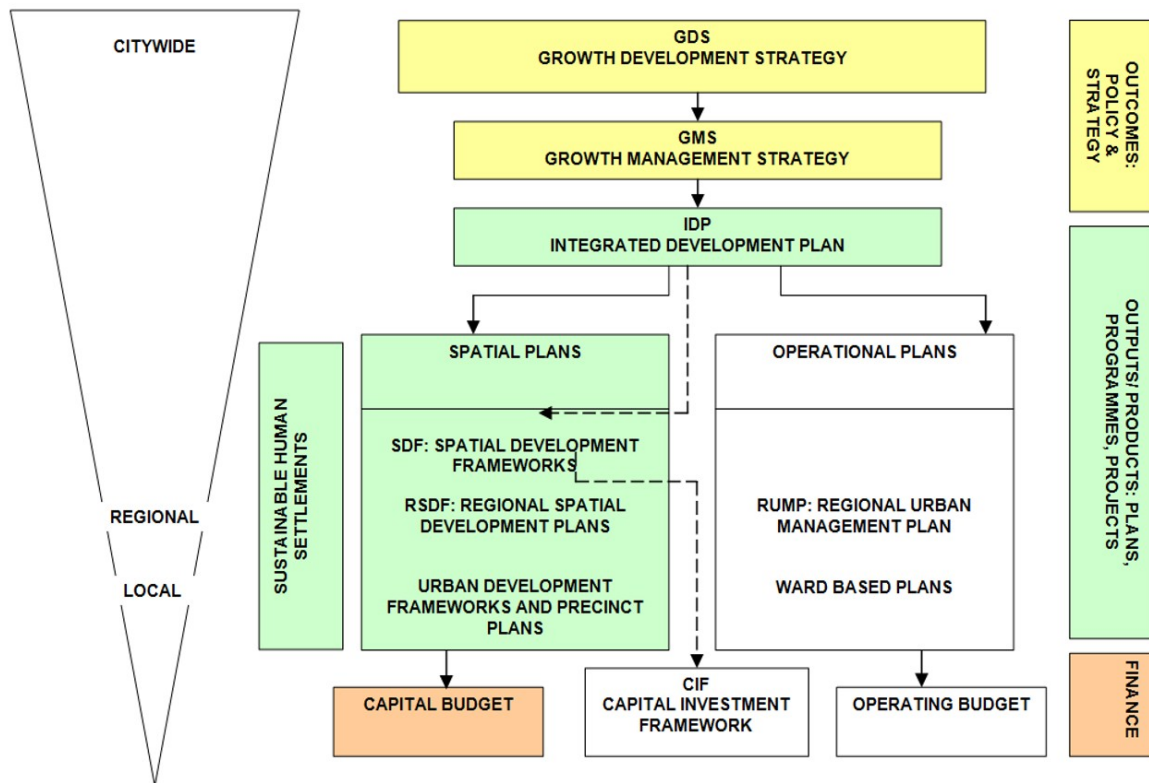 CITYWIDE
GDS
GROWTH DEVELOPMENT STRATEGY
GMS
GROWTH MANAGEMENT STRATEGY
IDP
INTEGRATED DEVELOPMENT PLAN
SPATIAL PLANS
OPERATIONAL PLANS
SDF: SPATIAL DEVELOPMENT
FRAMEWORKS
REGIONAL
RSDF: REGIONAL SPATIAL
DEVELOPMENT PLANS
RUMP: REGIONAL URBAN
MANAGEMENT PLAN
LOCAL
URBAN DEVELOPMENT
FRAMEWORKS AND PRECINCT
PLANS
WARD BASED PLANS
SUSTAINABLE HUMAN
SETTLEMENTS
CAPITAL BUDGET
CIF
CAPITAL INVESTMENT
FRAMEWORK
OPERATING BUDGET
OUTCOMES:
POLICY &
STRATEGY
OUTPUTS/ PRODUCTS: PLANS,
PROGRAMMES, PROJECTS
FINANCE